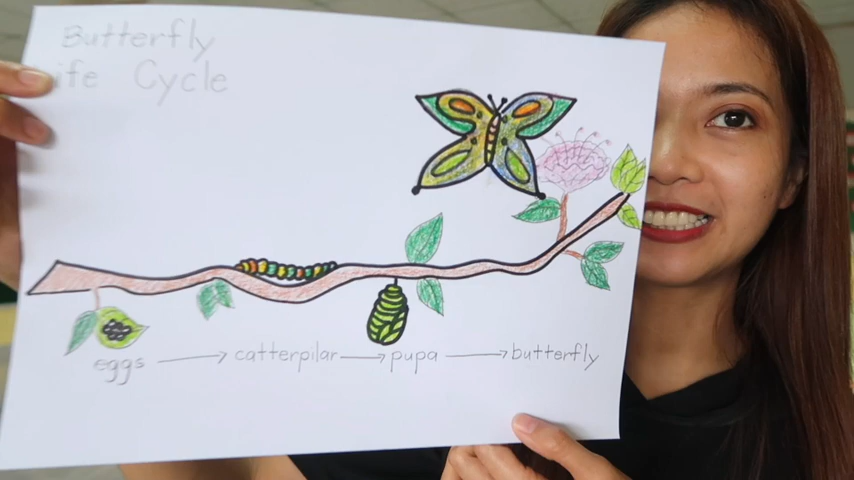 Butterfly
ife Cycle
eggs → catterpilar → pupa → butterfly